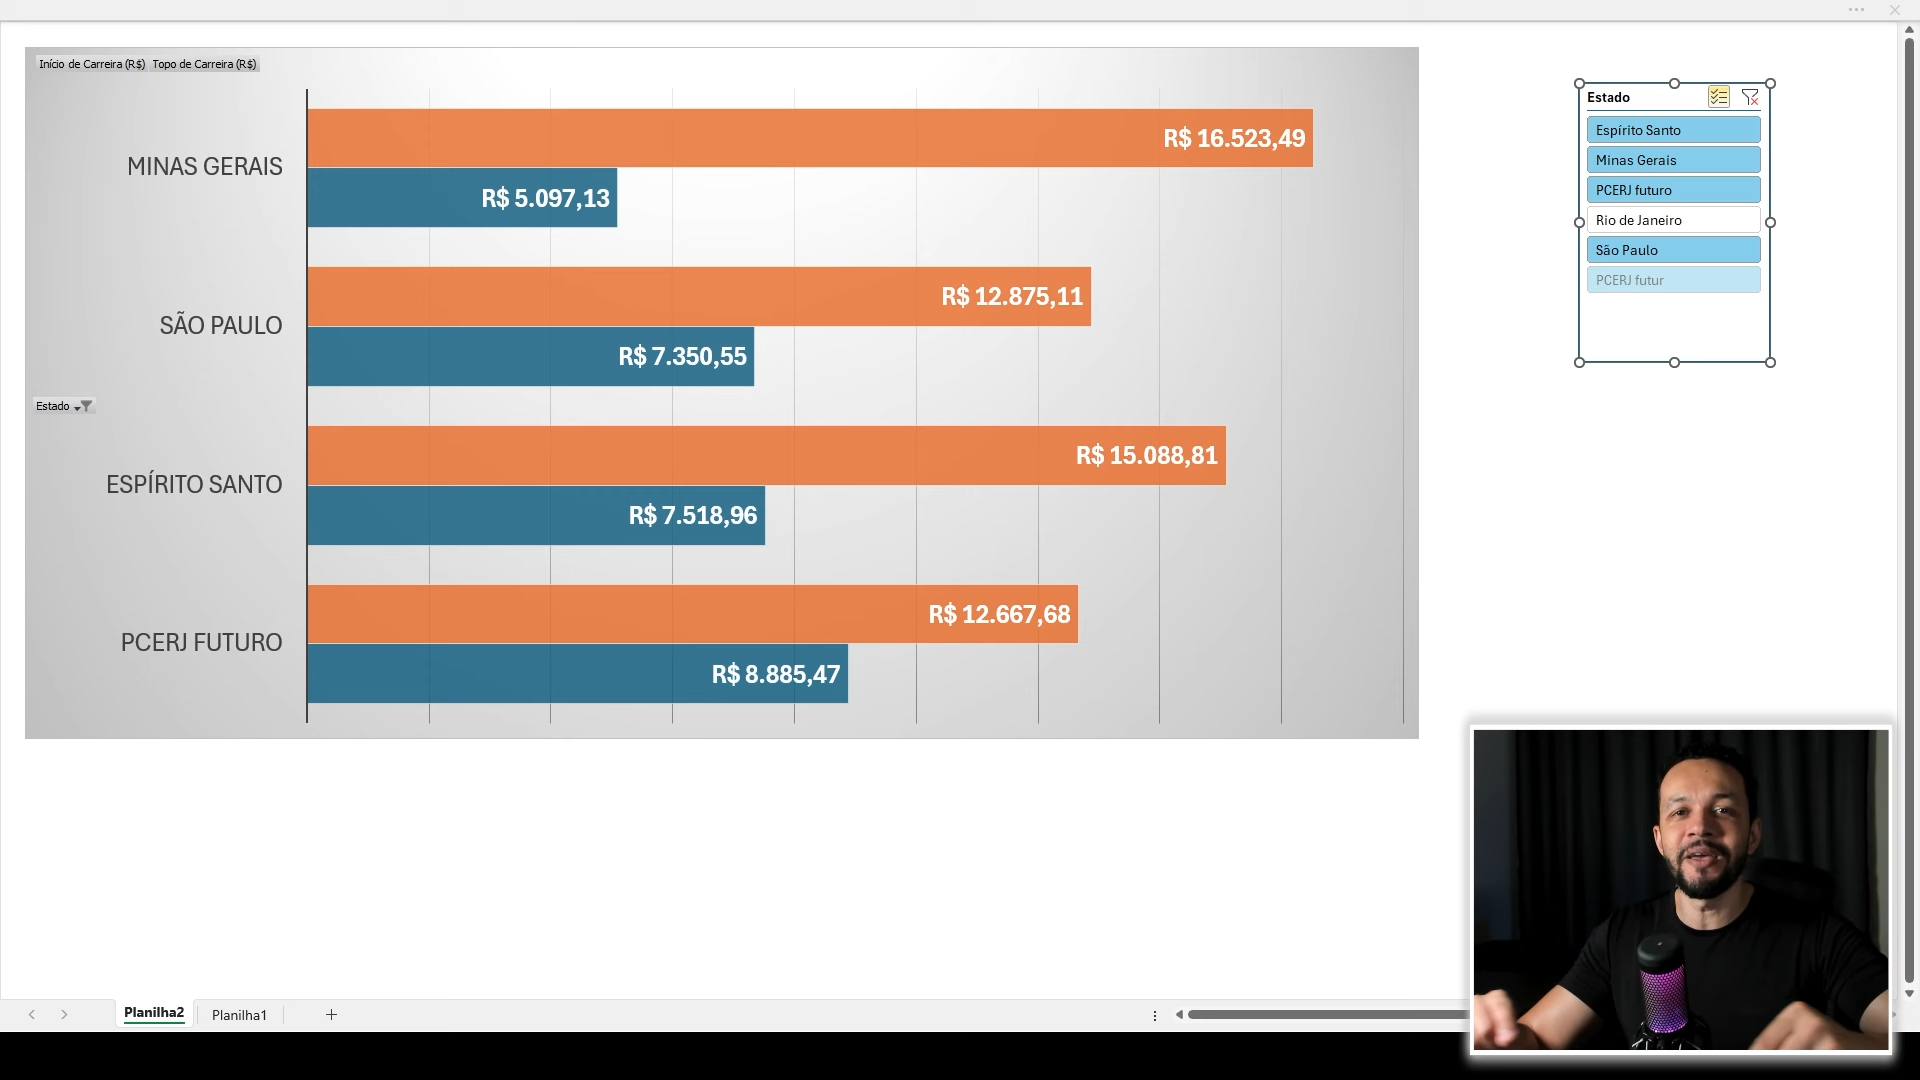 Início de Carreira (R$) Topo de Carreira (R$)
MINAS GERAIS
R$ 16.523,49
R$ 5.097,13
SÃO PAULO
R$ 12.875,11
R$ 7.350,55
Estado
ESPÍRITO SANTO
R$ 15.088,81
R$ 7.518,96
PCERJ FUTURO
R$ 12.667,68
R$ 8.885,47
Estado
Espírito Santo
Minas Gerais
PCERJ futuro
Rio de Janeiro
São Paulo
PCERJ futur
Planilha2
Planilha1